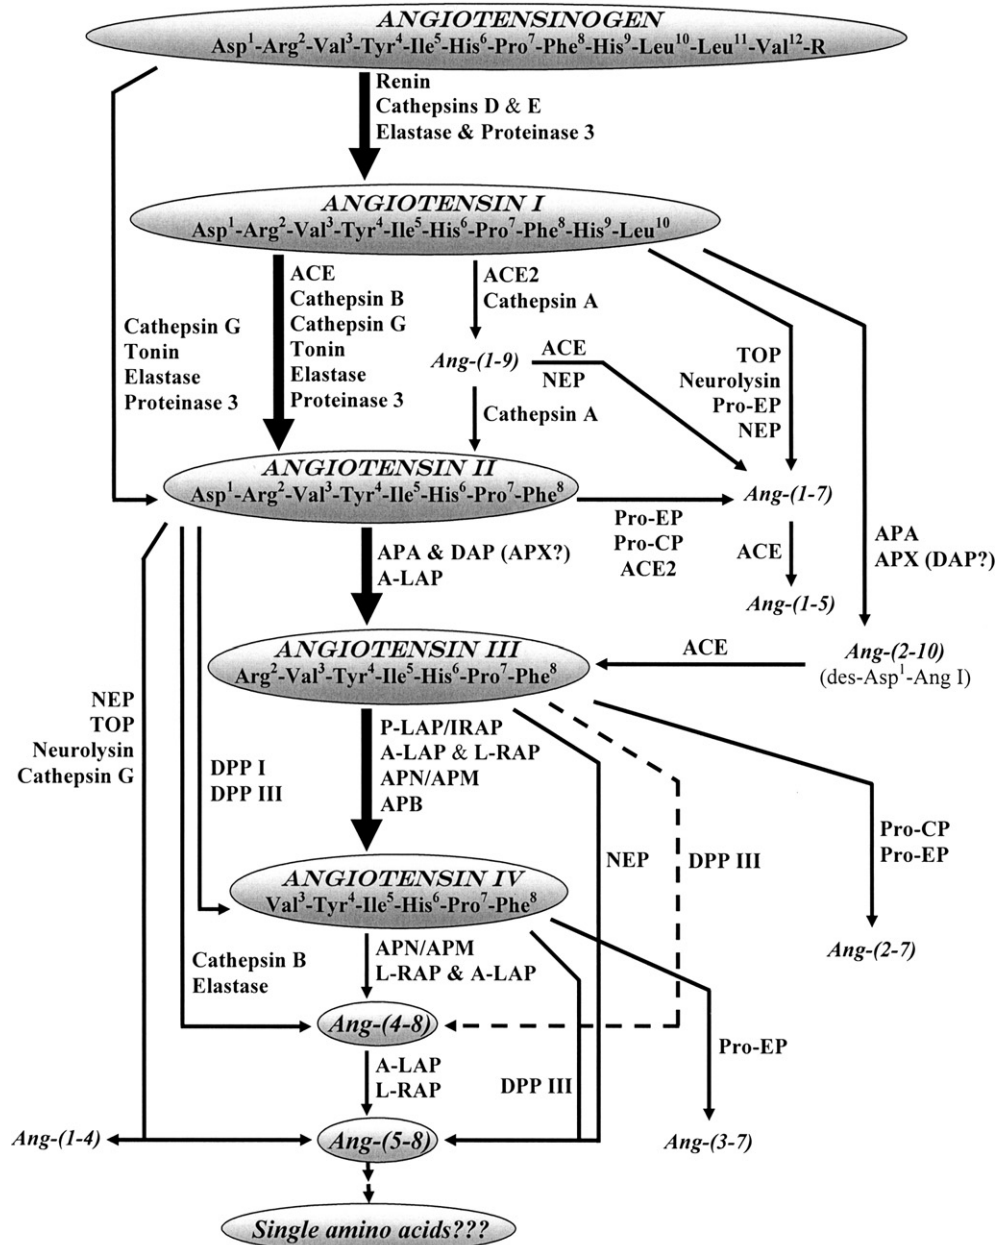 ANGIOTENSINOGEN
Asp¹-Arg²-Val³-Tyr⁴-Ile⁵-His⁶-Pro⁷-Phe⁸-His⁹-Leu¹⁰-Leu¹¹-Val¹²-R
Renin
Cathepsins D & E
Elastase & Proteinase 3
ANGIOTENSIN I
Asp¹-Arg²-Val³-Tyr⁴-Ile⁵-His⁶-Pro⁷-Phe⁸-His⁹-Leu¹⁰
Cathepsin G
Tonin
Elastase
Proteinase 3
ACE
Cathepsin B
Cathepsin G
Tonin
Elastase
Proteinase 3
ACE2
Cathepsin A
Ang-(1-9)
ACE
NEP
Cathepsin A
TOP
Neurolysin
Pro-EP
NEP
ANGIOTENSIN II
Asp¹-Arg²-Val³-Tyr⁴-Ile⁵-His⁶-Pro⁷-Phe⁸
Pro-EP
Pro-CP
ACE2
Ang-(1-7)
ACE
Ang-(1-5)
APA
APX (DAP?)
APA & DAP (APX?)
A-LAP
ANGIOTENSIN III
Arg²-Val³-Tyr⁴-Ile⁵-His⁶-Pro⁷-Phe⁸
ACE
Ang-(2-10)
(des-Asp¹-Ang I)
NEP
TOP
Neurolysin
Cathepsin G
DPP I
DPP III
P-LAP/IRAP
A-LAP & L-RAP
APN/APM
APB
NEP
DPP III
Pro-CP
Pro-EP
Ang-(2-7)
ANGIOTENSIN IV
Val³-Tyr⁴-Ile⁵-His⁶-Pro⁷-Phe⁸
Cathepsin B
Elastase
APN/APM
L-RAP & A-LAP
Ang-(4-8)
A-LAP
L-RAP
DPP III
Pro-EP
Ang-(1-4)
Ang-(5-8)
Ang-(3-7)
Single amino acids???